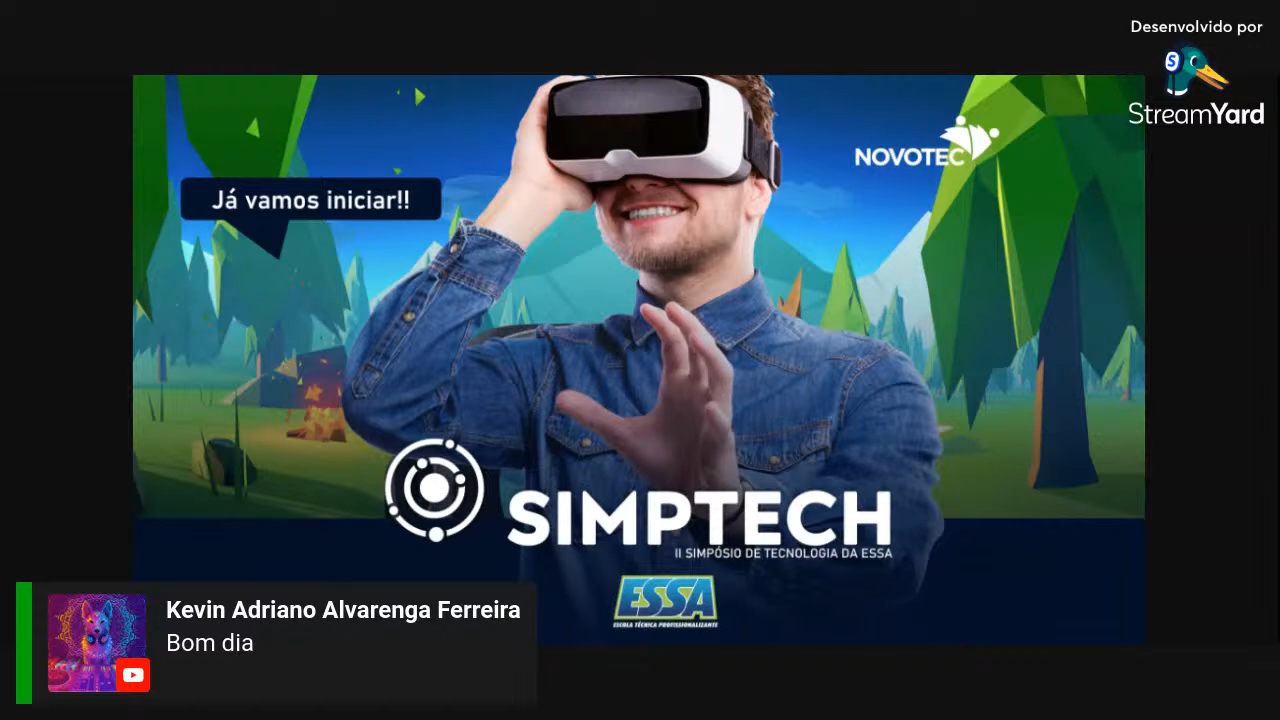 Desenvolvido por
S
StreamYard
NOVOTEC
Já vamos iniciar!!
SIMPTECH
II SIMPÓSIO DE TECNOLOGIA DA ESSA
ESSA
ESCOLA TÉCNICA PROFISSIONALIZANTE
Kevin Adriano Alvarenga Ferreira
Bom dia